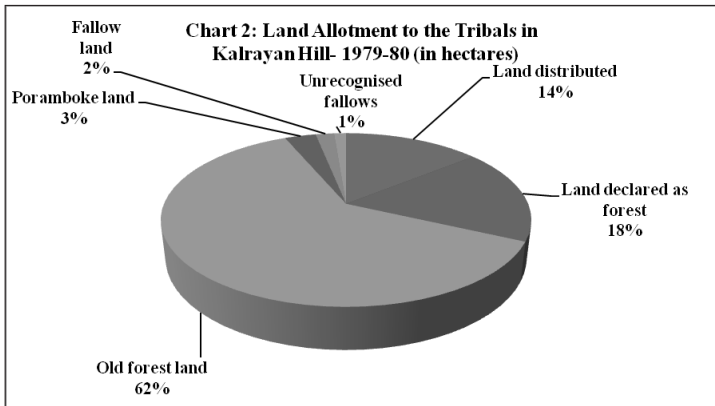 Chart 2: Land Allotment to the Tribals in
Kalrayan Hill- 1979-80 (in hectares)
Fallow
land
2%
Unrecognised
fallows
1%
Land distributed
14%
Poramboke land
3%
Land declared as
forest
18%
Old forest land
62%